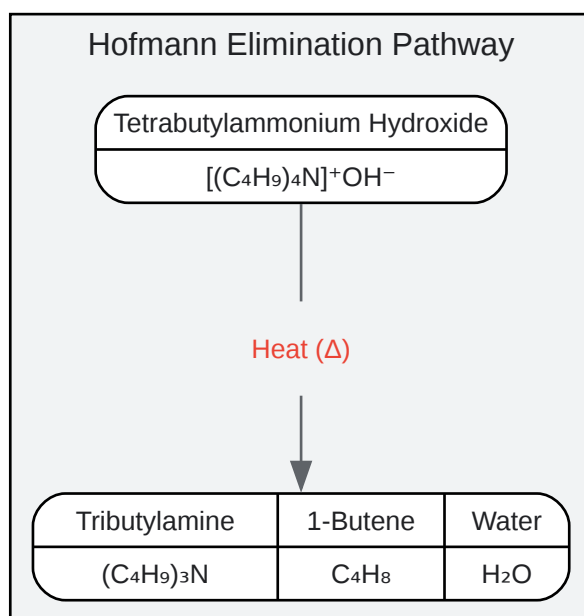 Hofmann Elimination Pathway
Tetrabutylammonium Hydroxide
[(C₄H₉)₄N]⁺OH⁻
Heat (Δ)
Tributylamine 1-Butene Water
(C₄H₉)₃N C₄H₈ H₂O